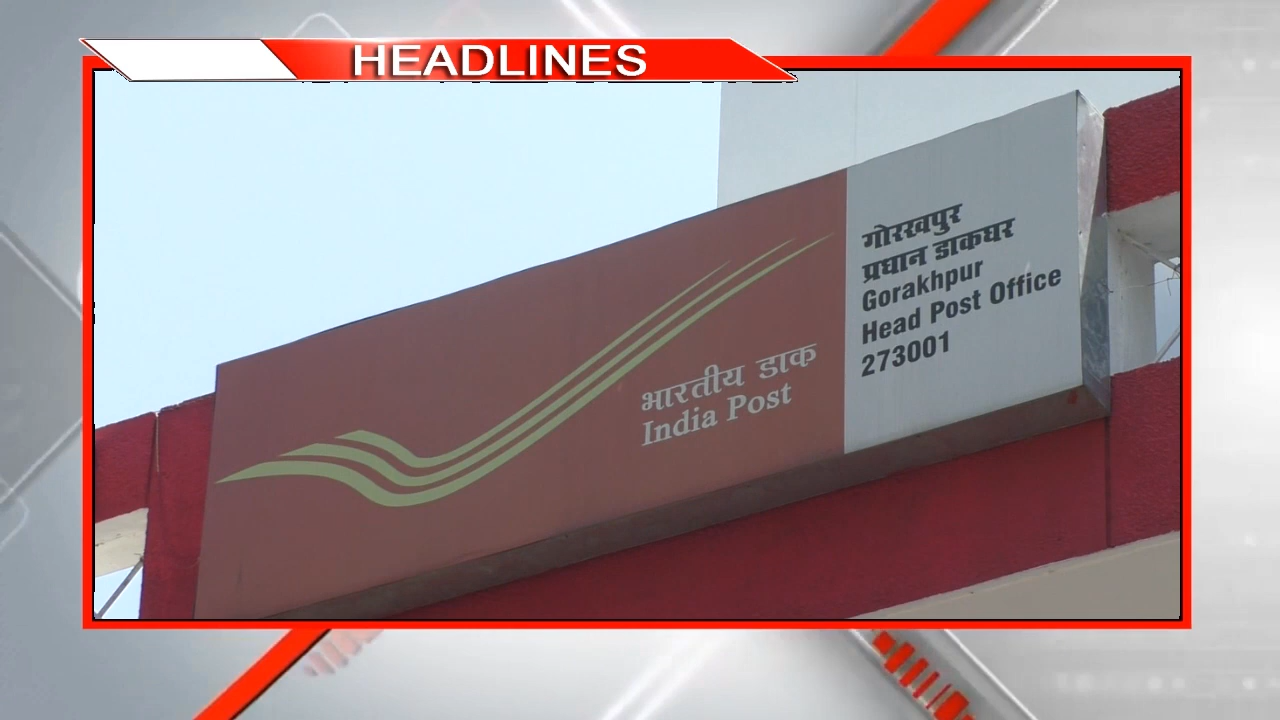 HEADLINES
भारतीय डाक
India Post
गोरखपुर
प्रधान डाकघर
Gorakhpur
Head Post Office
273001